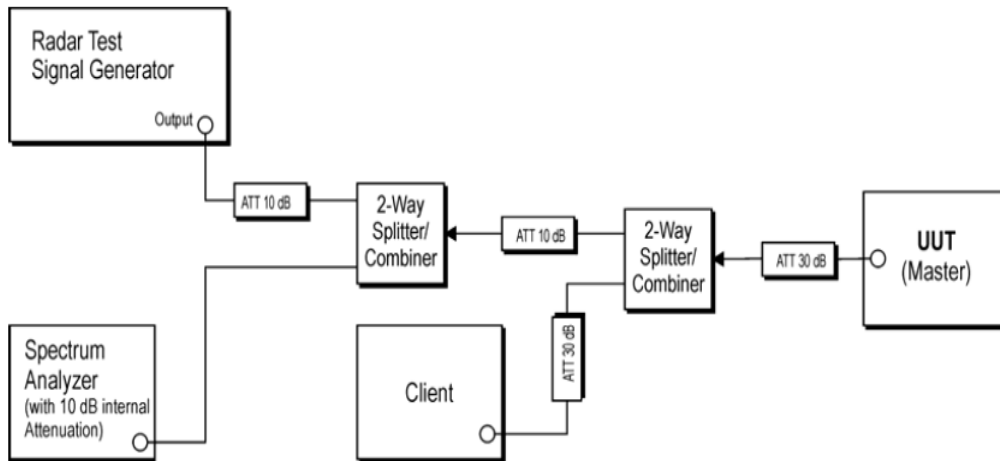 Radar Test
Signal Generator
Output
ATT 10 dB
2-Way
Splitter/
Combiner
ATT 10 dB
2-Way
Splitter/
Combiner
ATT 30 dB
UUT
(Master)
Spectrum
Analyzer
(with 10 dB internal
Attenuation)
Client
ATT 30 dB